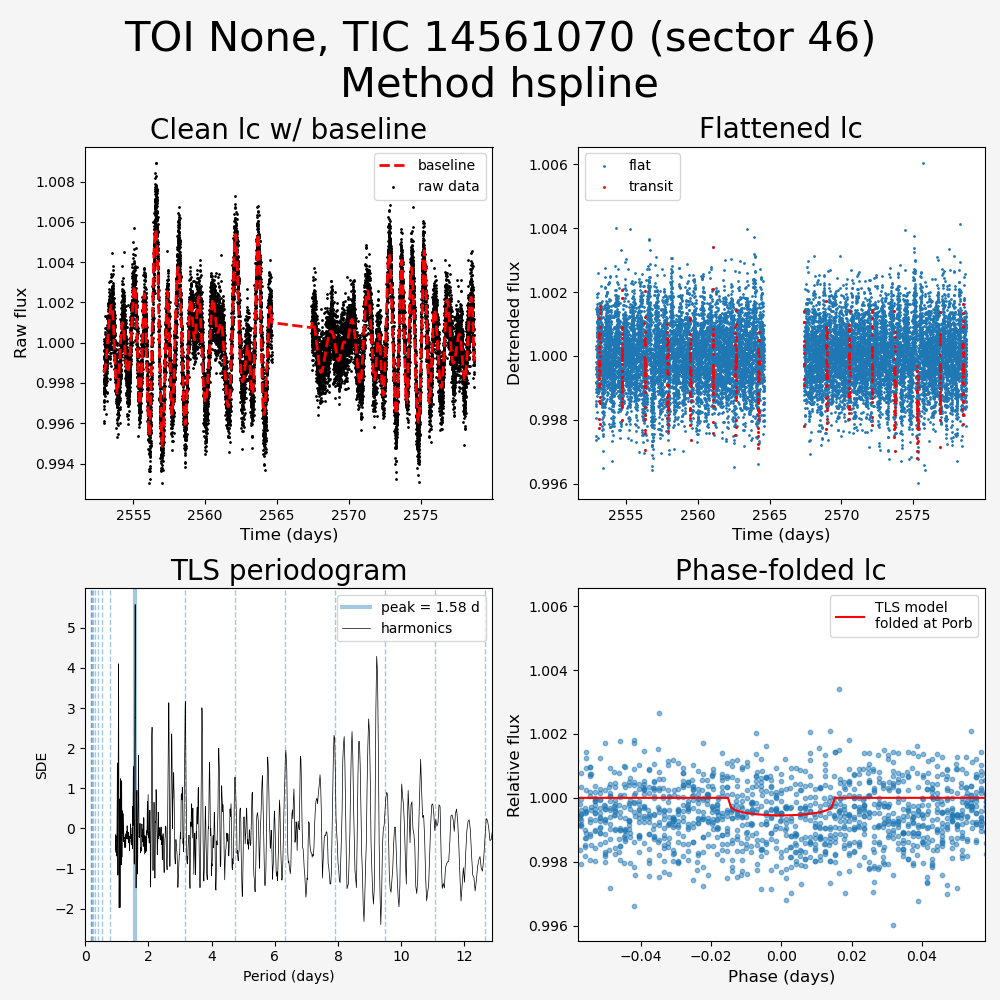 TOI None, TIC 14561070 (sector 46)
Method hspline
Clean lc w/ baseline
Flattened lc
baseline
raw data
flat
transit
Raw flux
Detrended flux
1.008
1.006
1.004
1.002
1.000
0.998
0.996
0.994
1.006
1.004
1.002
1.000
0.998
0.996
2555 2560 2565 2570 2575
2555 2560 2565 2570 2575
Time (days)
Time (days)
TLS periodogram
Phase-folded lc
peak = 1.58 d
harmonics
TLS model
folded at Porb
SDE
Relative flux
5
4
3
2
1
0
−1
−2
1.006
1.004
1.002
1.000
0.998
0.996
0 2 4 6 8 10 12
−0.04 −0.02 0.00 0.02 0.04
Period (days)
Phase (days)